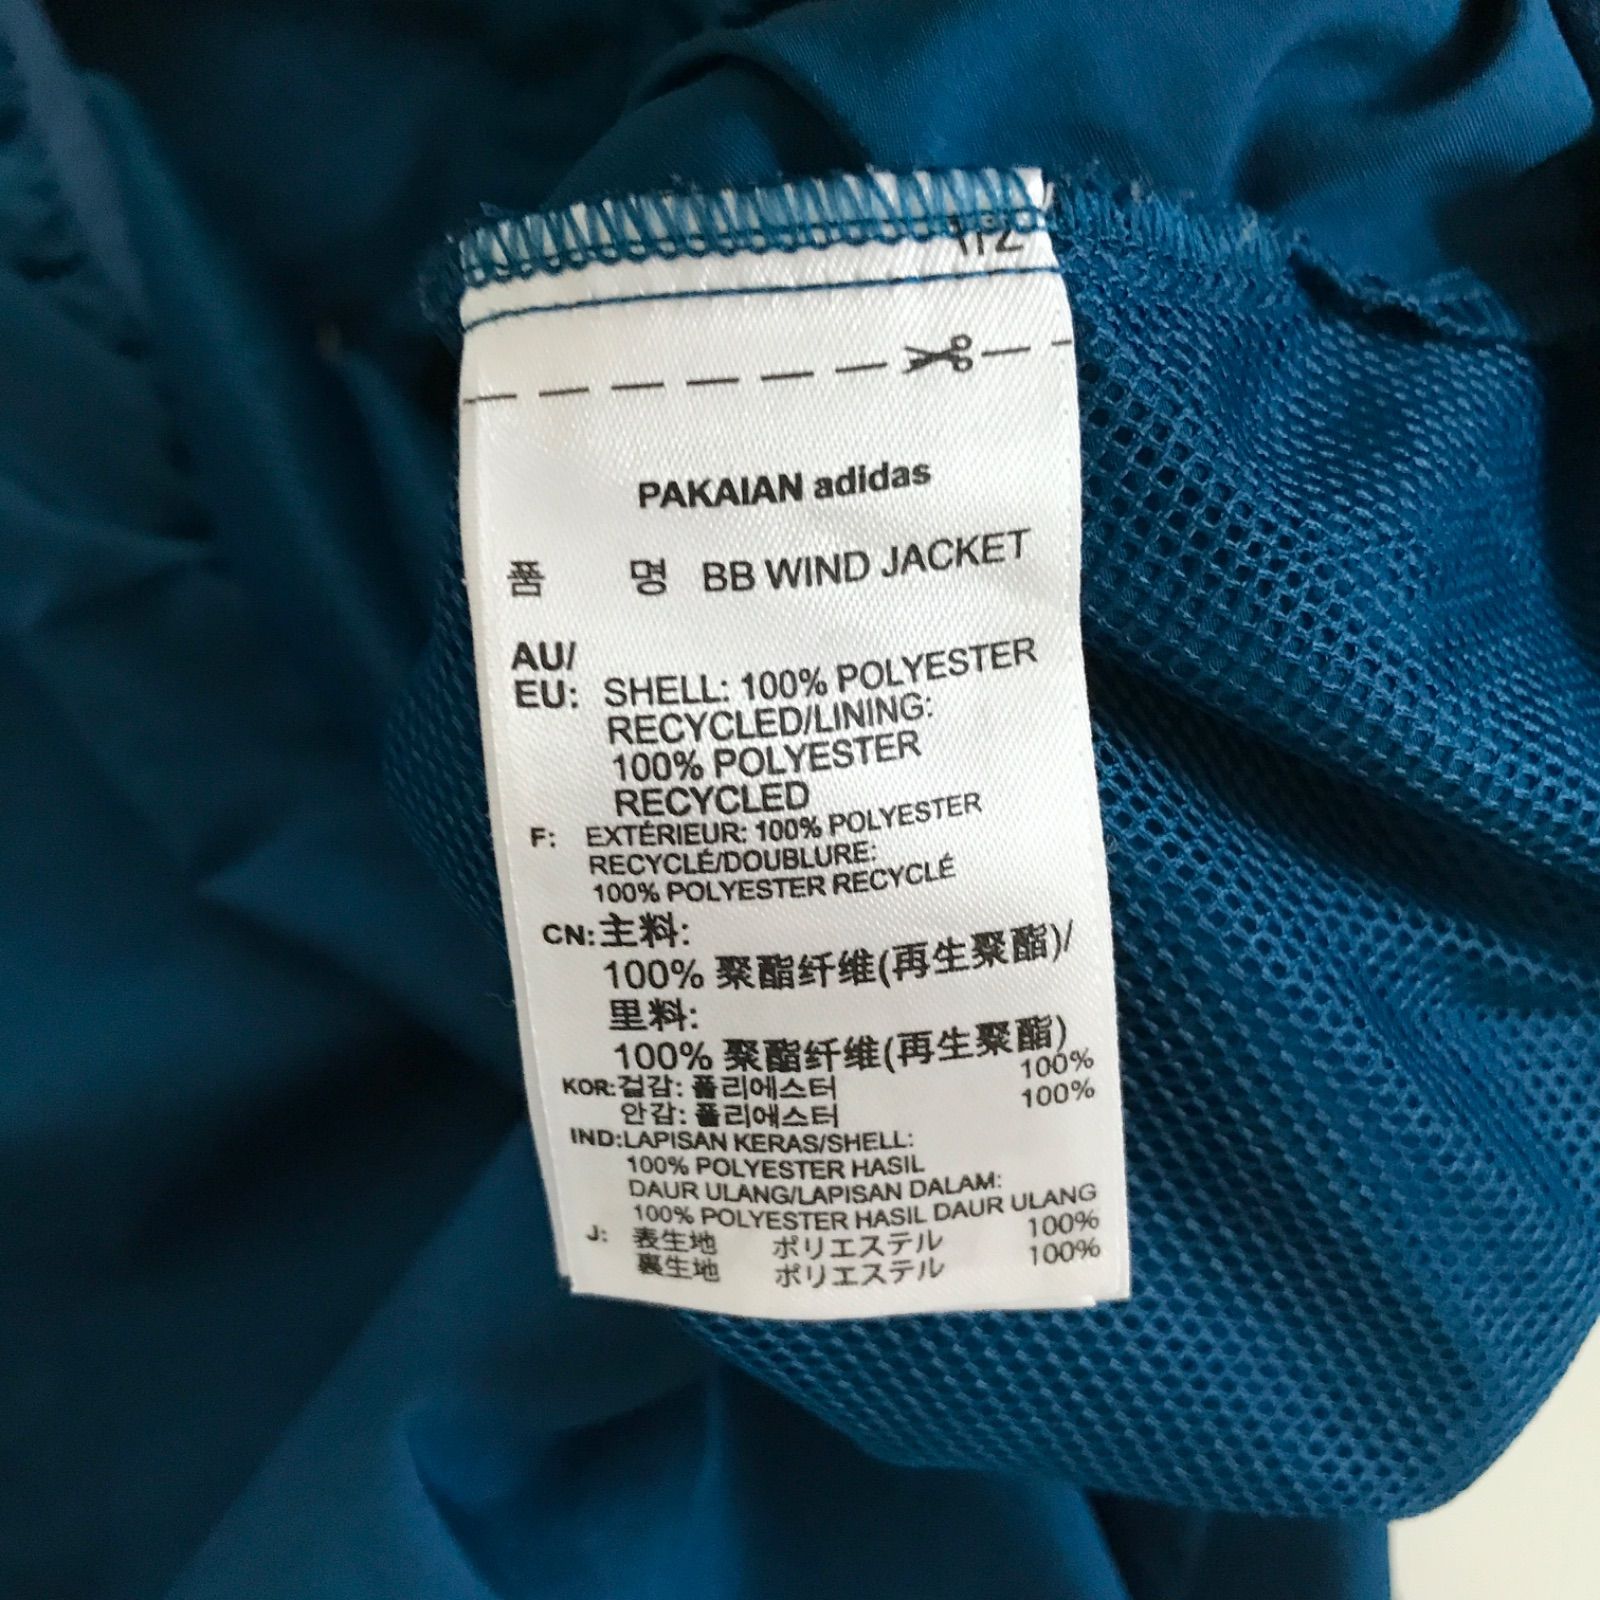 1/2
PAKAIAN adidas
품 명 BB WIND JACKET
AU/
EU: SHELL: 100% POLYESTER
RECYCLED/LINING:
100% POLYESTER
RECYCLED
F: EXTÉRIEUR: 100% POLYESTER
RECYCLÉ/DOUBLURE:
100% POLYESTER RECYCLÉ
CN:主料:
100% 聚酯纤维(再生聚酯)/
里料:
100% 聚酯纤维(再生聚酯)
KOR:겉감: 폴리에스터 100%
안감: 폴리에스터 100%
IND:LAPISAN KERAS/SHELL:
100% POLYESTER HASIL
DAUR ULANG/LAPISAN DALAM:
100% POLYESTER HASIL DAUR ULANG
J: 表生地 ポリエステル 100%
裏生地 ポリエステル 100%